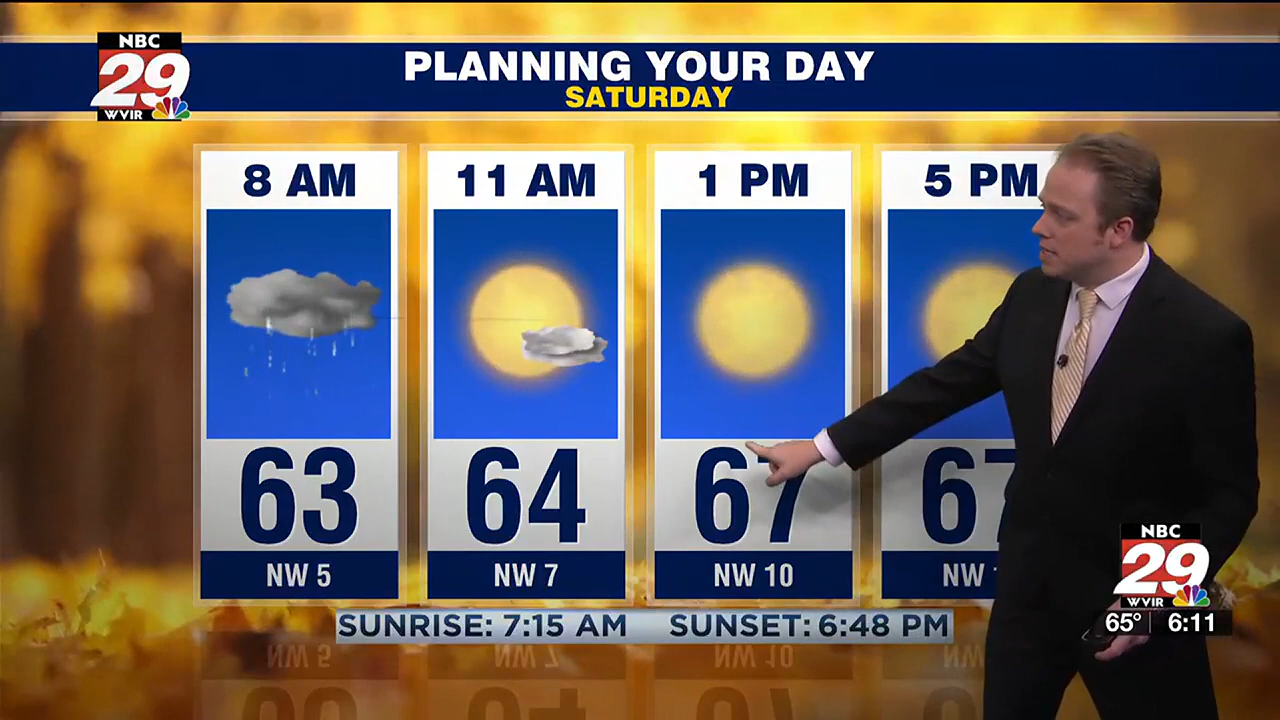 NBC
29
WVIR
PLANNING YOUR DAY
SATURDAY
8 AM
11 AM
1 PM
5 PM
63
64
67
67
NW 5
NW 7
NW 10
NW
SUNRISE: 7:15 AM SUNSET: 6:48 PM
NBC
29
WVIR
65° 6:11